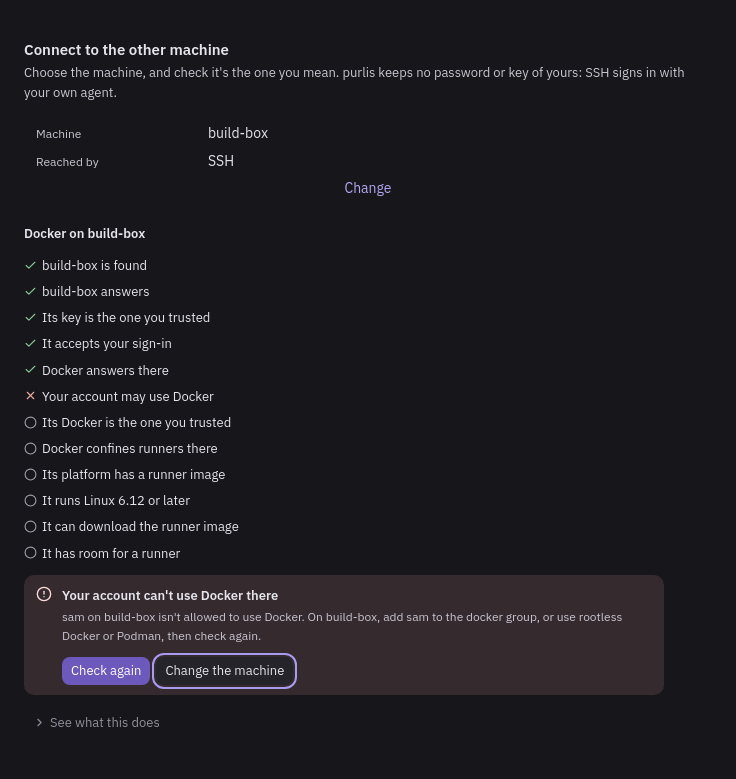 Connect to the other machine
Choose the machine, and check it's the one you mean. purlis keeps no password or key of yours: SSH signs in with
your own agent.
Machine build-box
Reached by SSH
Change
Docker on build-box
build-box is found
build-box answers
Its key is the one you trusted
It accepts your sign-in
Docker answers there
Your account may use Docker
Its Docker is the one you trusted
Docker confines runners there
Its platform has a runner image
It runs Linux 6.12 or later
It can download the runner image
It has room for a runner
Your account can't use Docker there
sam on build-box isn't allowed to use Docker. On build-box, add sam to the docker group, or use rootless
Docker or Podman, then check again.
Check again Change the machine
See what this does